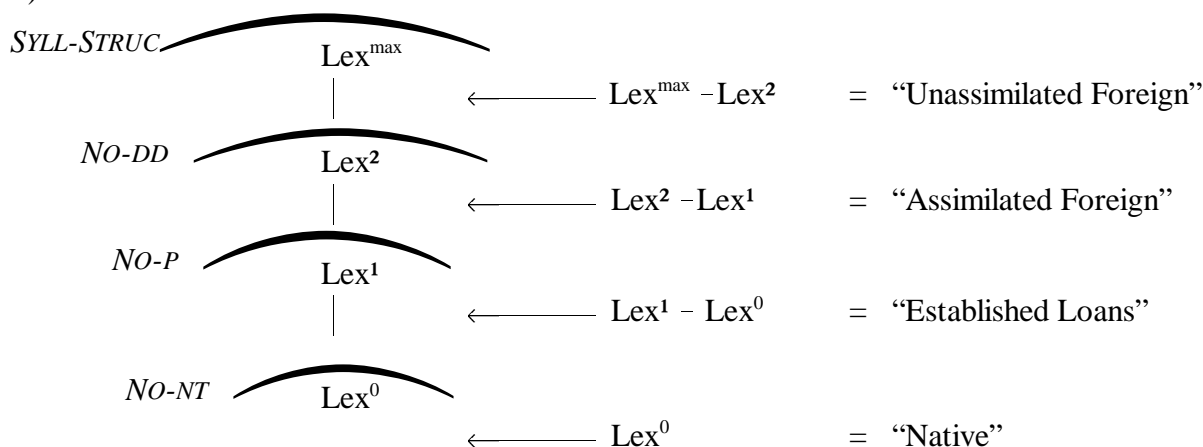 )
SYLL-STRUC
Lex^max
Lex^max – Lex² = “Unassimilated Foreign”
NO-DD
Lex²
Lex² – Lex¹ = “Assimilated Foreign”
NO-P
Lex¹
Lex¹ – Lex⁰ = “Established Loans”
NO-NT
Lex⁰
Lex⁰ = “Native”